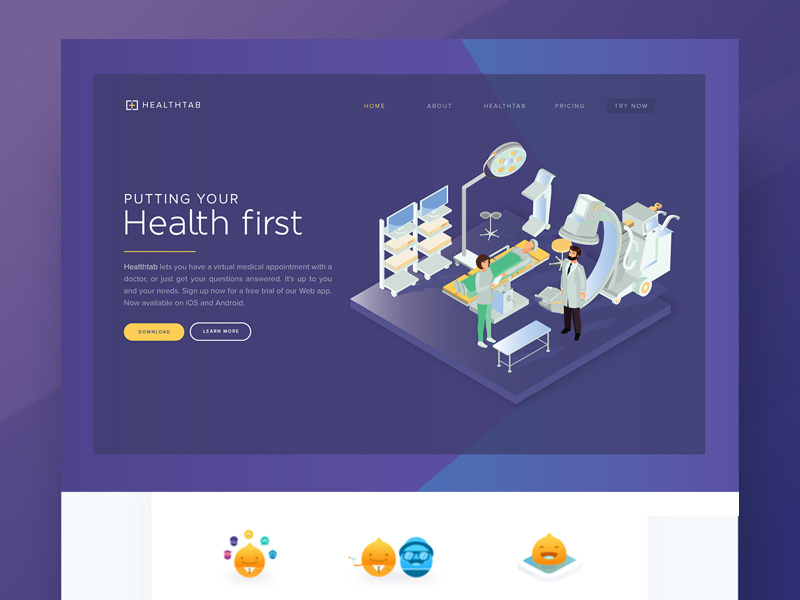 HEALTHTAB
HOME
ABOUT
HEALTHTAB
PRICING
TRY NOW
PUTTING YOUR
Health first
Healthtab lets you have a virtual medical appointment with a
doctor, or just get your questions answered. It's up to you
and your needs. Sign up now for a free trial of our Web app.
Now available on iOS and Android.
DOWNLOAD
LEARN MORE